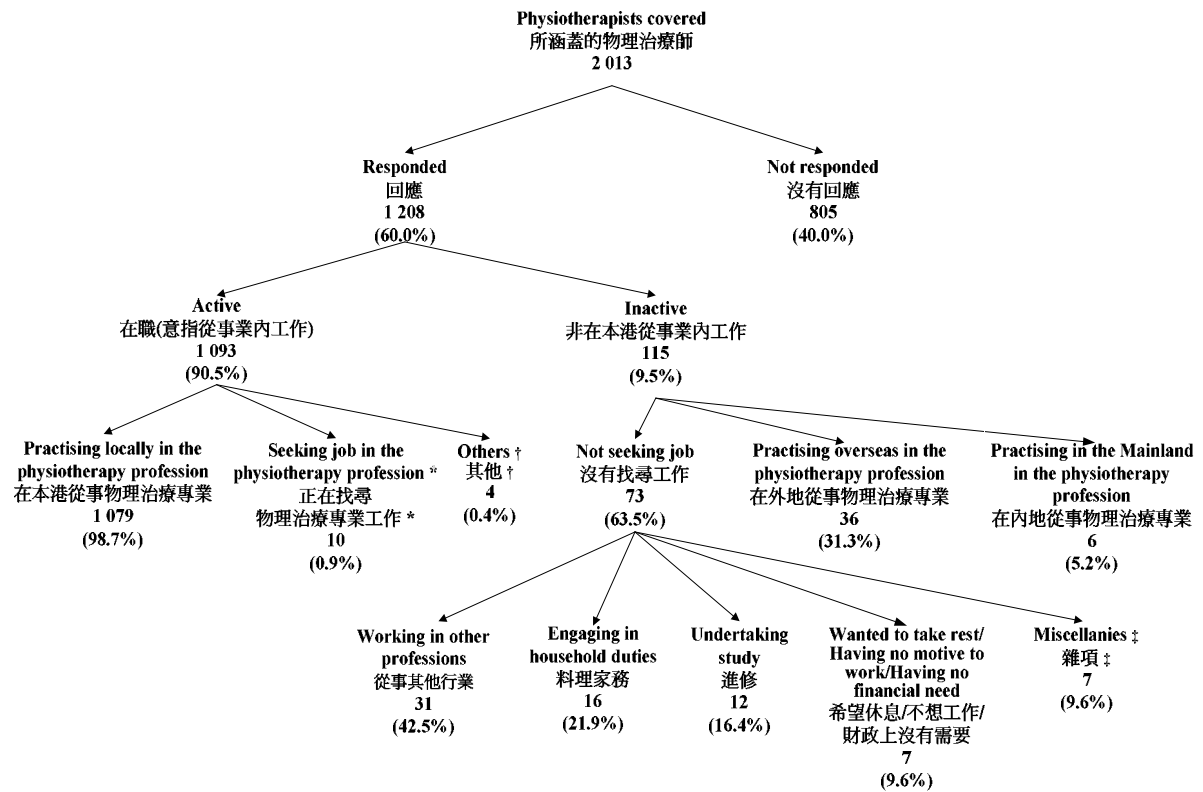 Physiotherapists covered
所涵蓋的物理治療師
2 013
Responded
回應
1 208
(60.0%)
Not responded
沒有回應
805
(40.0%)
Active
在職(意指從事業內工作)
1 093
(90.5%)
Inactive
非在本港從事業內工作
115
(9.5%)
Practising locally in the
physiotherapy profession
在本港從事物理治療專業
1 079
(98.7%)
Seeking job in the
physiotherapy profession *
正在找尋
物理治療專業工作 *
10
(0.9%)
Others †
其他 †
4
(0.4%)
Not seeking job
沒有找尋工作
73
(63.5%)
Practising overseas in the
physiotherapy profession
在外地從事物理治療專業
36
(31.3%)
Practising in the Mainland
in the physiotherapy
profession
在內地從事物理治療專業
6
(5.2%)
Working in other
professions
從事其他行業
31
(42.5%)
Engaging in
household duties
料理家務
16
(21.9%)
Undertaking
study
進修
12
(16.4%)
Wanted to take rest/
Having no motive to
work/Having no
financial need
希望休息/不想工作/
財政上沒有需要
7
(9.6%)
Miscellanies ‡
雜項 ‡
7
(9.6%)